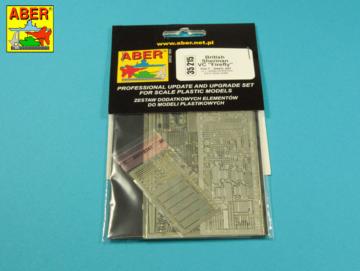 ABER
ABER
www.aber.net.pl
35 215
British
Sherman
VC "Firefly"
PROFESSIONAL UPDATE AND UPGRADE SET
FOR SCALE PLASTIC MODELS
ZESTAW DODATKOWYCH ELEMENTÓW
DO MODELI PLASTIKOWYCH